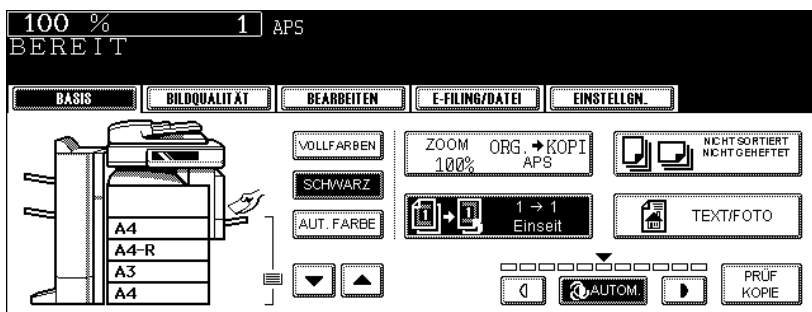 100 % 1 APS
BEREIT
BASIS BILDQUALITÄT BEARBEITEN E-FILING/DATEI EINSTELLGN.
VOLLFARBEN
SCHWARZ
AUT. FARBE
A4
A4-R
A3
A4
ZOOM ORG.➔KOPI
100% APS
1 → 1
Einseit
NICHT SORTIERT
NICHT GEHEFTET
TEXT/FOTO
AUTOM.
PRÜF
KOPIE